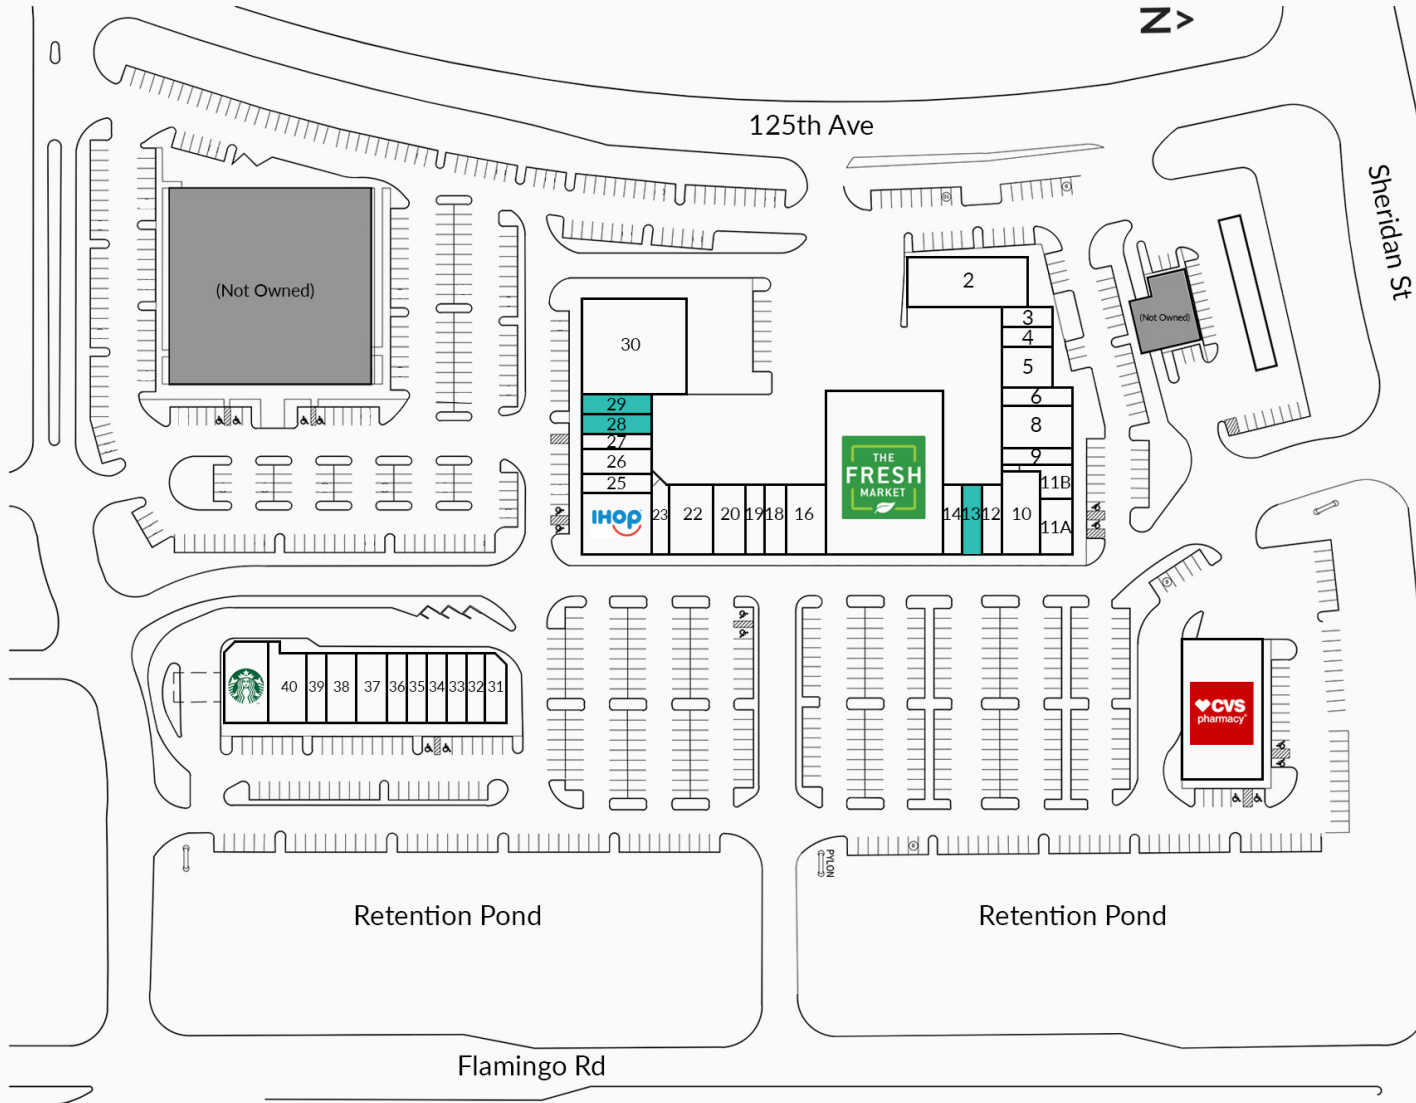 N >
125th Ave
Sheridan St
(Not Owned)
2
(Not Owned)
3
4
30
5
6
29
8
28
27
9
26
THE
FRESH
MARKET
25
11B
IHOP
23
22
20
19
18
16
14
13
12
10
11A
40
39
38
37
36
35
34
33
32
31
CVS
pharmacy
PYLON
Retention Pond
Retention Pond
Flamingo Rd